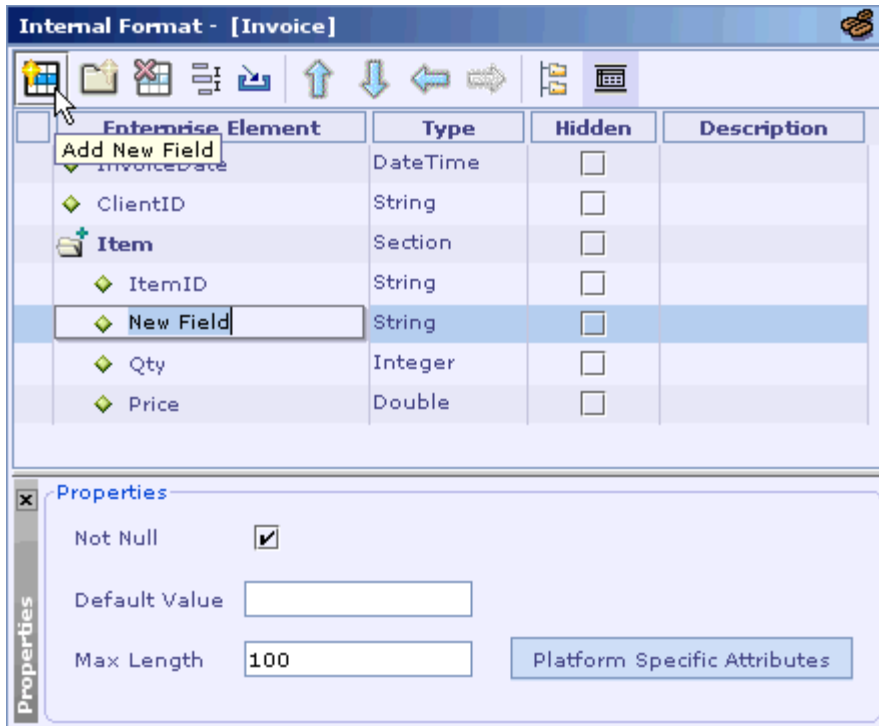 Internal Format - [Invoice]
Enterprise Element Type Hidden Description
Add New Field
InvoiceDate DateTime
ClientID String
Item Section
ItemID String
New Field String
Qty Integer
Price Double
Properties
Properties
Not Null
Default Value
Max Length 100 Platform Specific Attributes